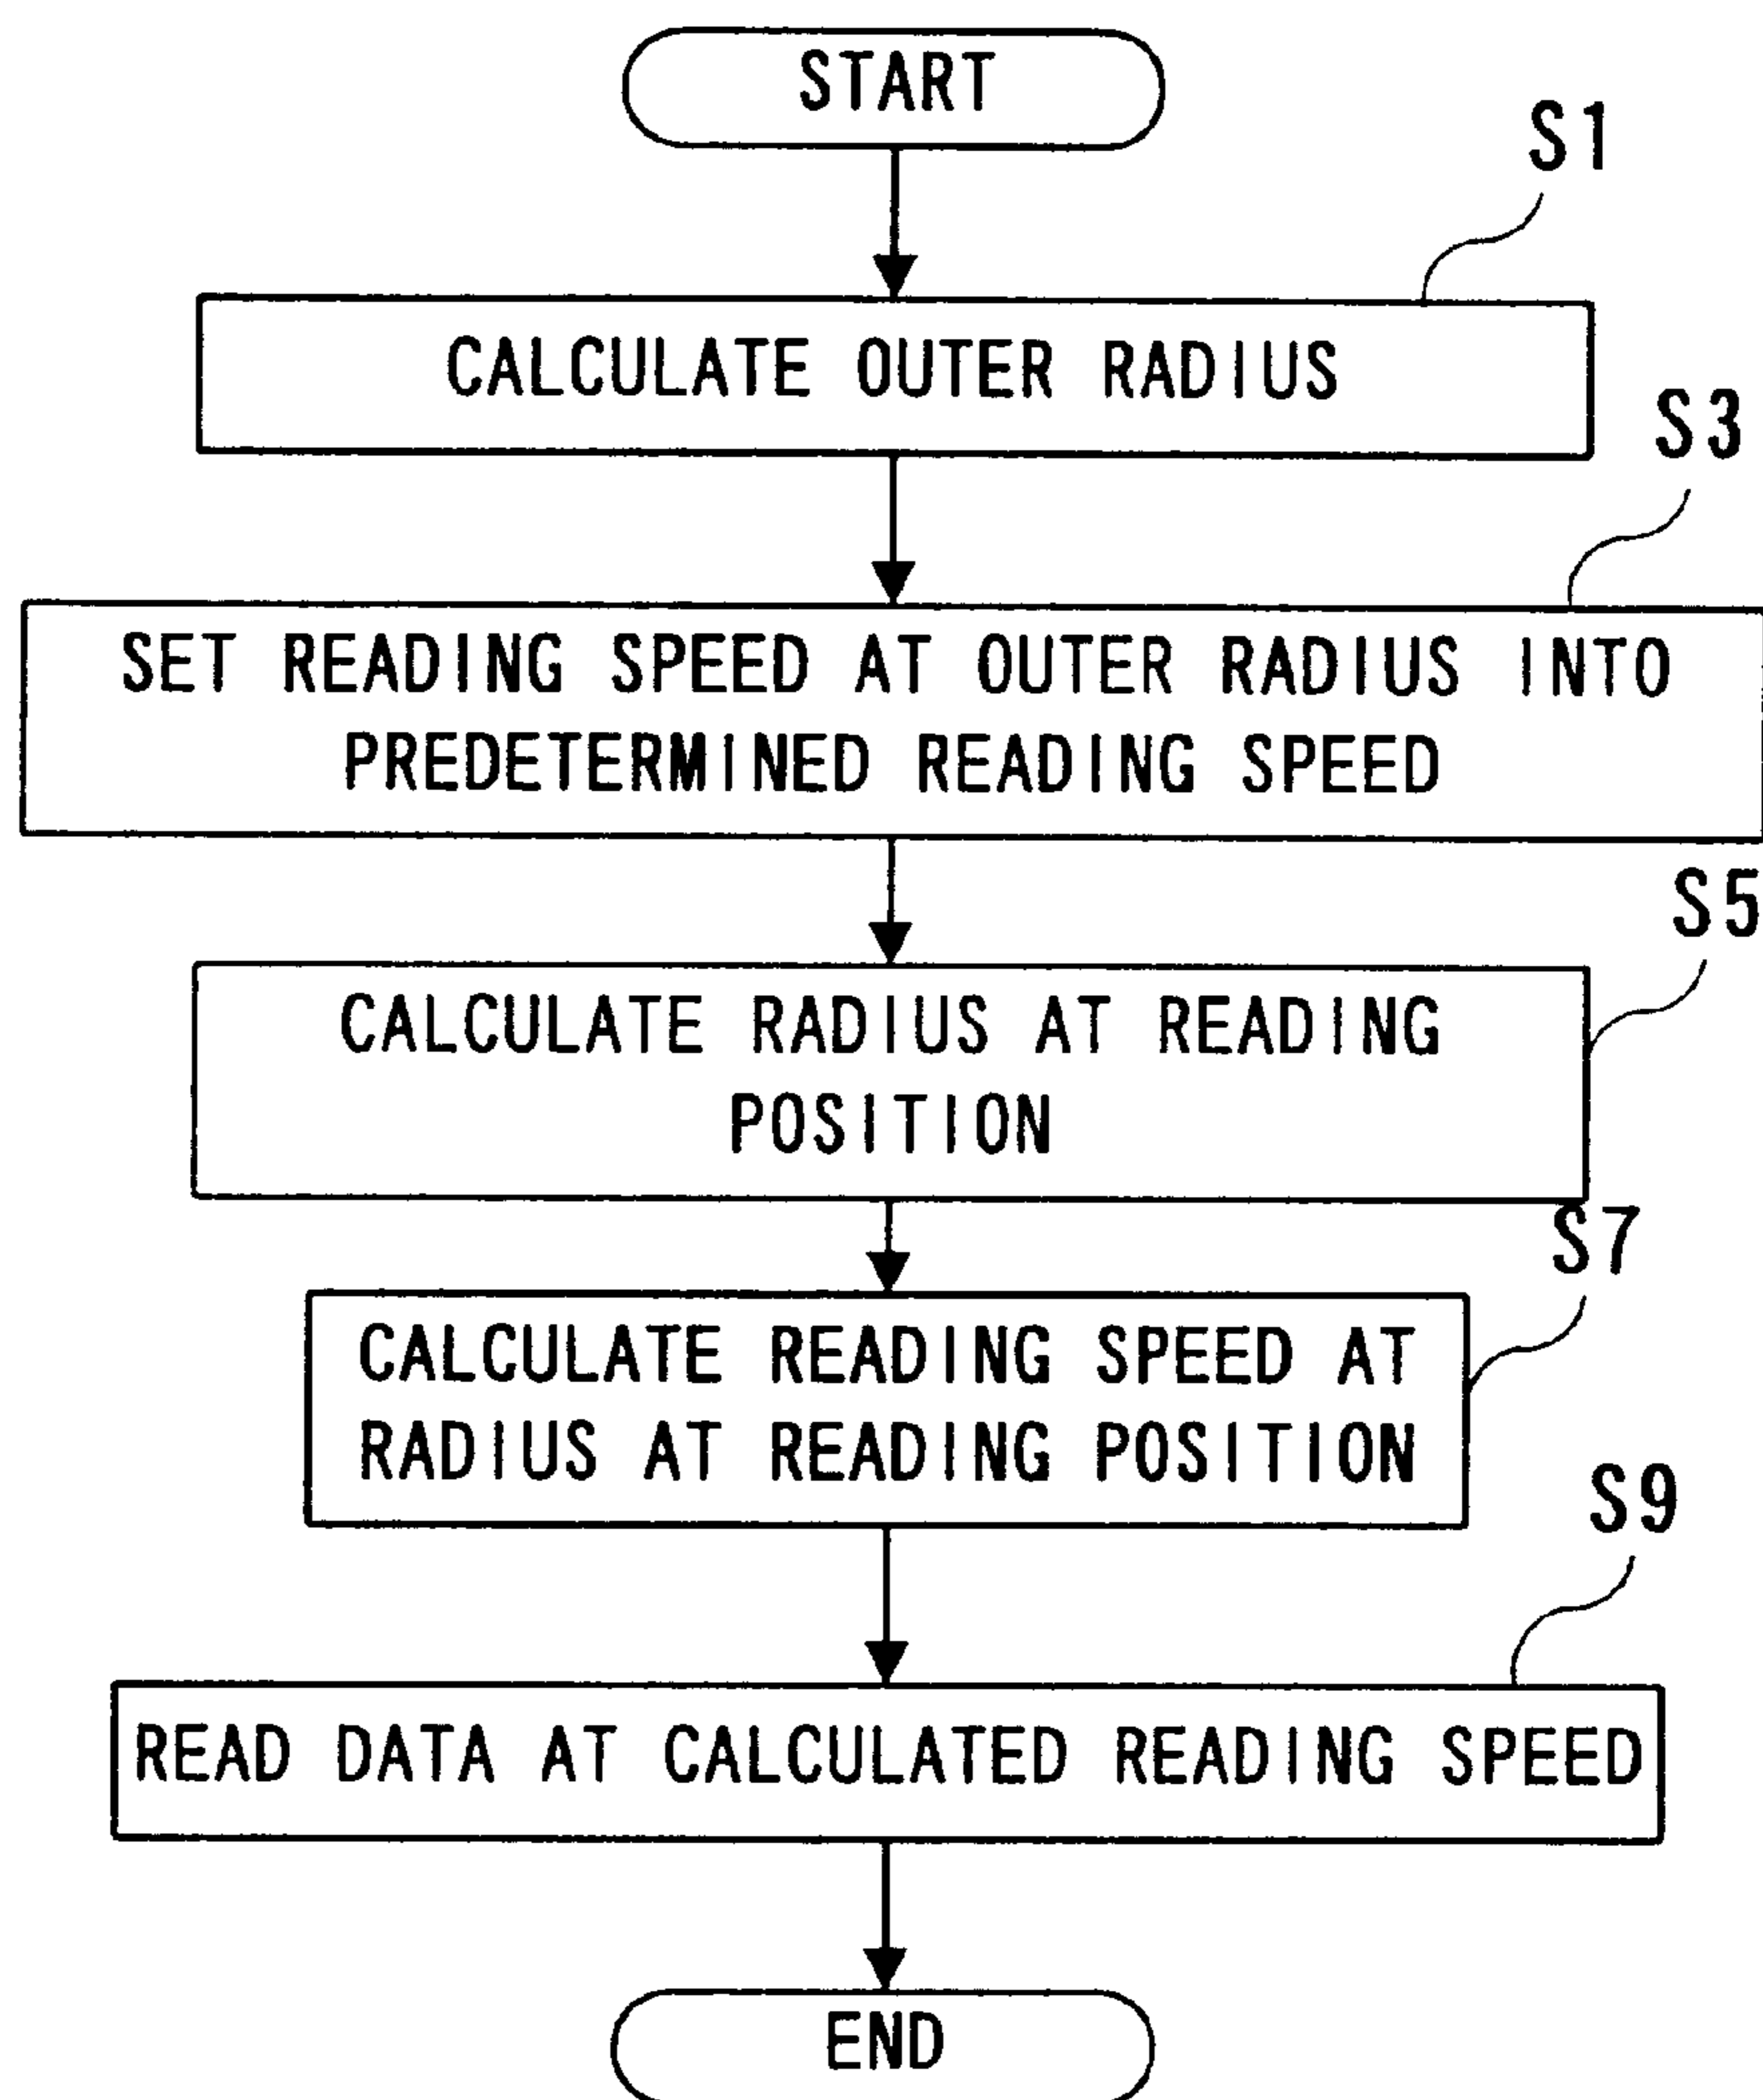 START
S1
CALCULATE OUTER RADIUS
S3
SET READING SPEED AT OUTER RADIUS INTO
PREDETERMINED READING SPEED
S5
CALCULATE RADIUS AT READING
POSITION
S7
CALCULATE READING SPEED AT
RADIUS AT READING POSITION
S9
READ DATA AT CALCULATED READING SPEED
END